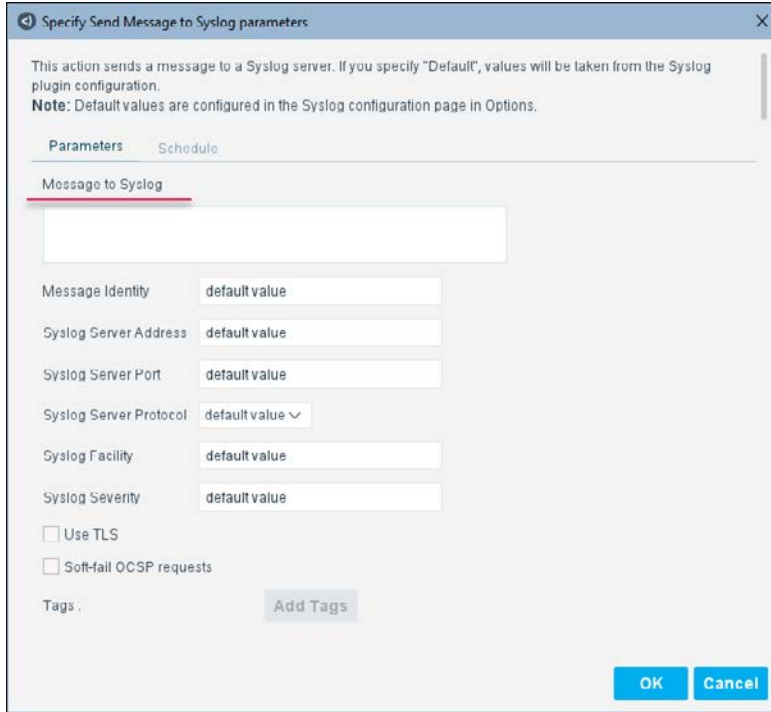 Specify Send Message to Syslog parameters
This action sends a message to a Syslog server. If you specify "Default", values will be taken from the Syslog
plugin configuration.
Note: Default values are configured in the Syslog configuration page in Options.
Parameters Schedule
Message to Syslog
Message Identity default value
Syslog Server Address default value
Syslog Server Port default value
Syslog Server Protocol default value
Syslog Facility default value
Syslog Severity default value
Use TLS
Soft-fail OCSP requests
Tags . Add Tags
OK Cancel